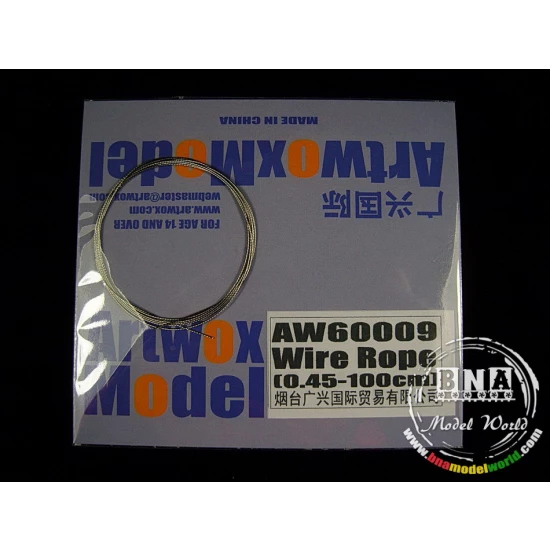 MADE IN CHINA
ArtwoxModel
广兴国际
webmaster@artwox.com
www.artwox.com
FOR AGE 14 AND OVER
Artwox
Model
AW60009
Wire Rope
(0.45-100cm)
烟台广兴国际贸易有限公司
BNA
Model World
www.bnamodelworld.com